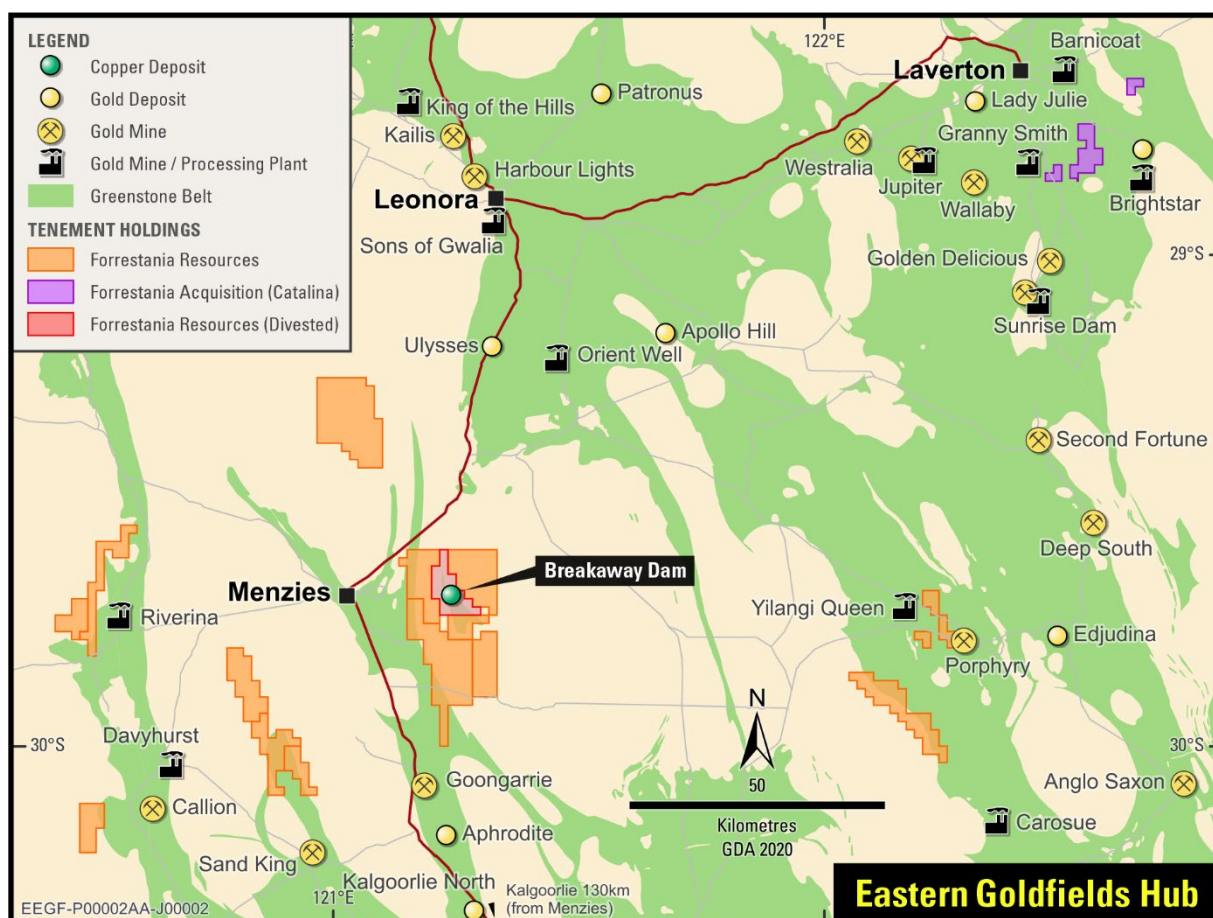 LEGEND
Copper Deposit
Gold Deposit
Gold Mine
Gold Mine / Processing Plant
Greenstone Belt
TENEMENT HOLDINGS
Forrestania Resources
Forrestania Acquisition (Catalina)
Forrestania Resources (Divested)
122°E
Barnicoat
Laverton
King of the Hills
Patronus
Lady Julie
Kailis
Granny Smith
Westralia
Harbour Lights
Jupiter
Leonora
Wallaby
Brightstar
Sons of Gwalia
Golden Delicious
29°S
Sunrise Dam
Ulysses
Apollo Hill
Orient Well
Second Fortune
Deep South
Breakaway Dam
Menzies
Riverina
Yilangi Queen
Edjudina
Porphyry
N
Davyhurst
30°S
30°S
Goongarrie
Anglo Saxon
50
Callion
Kilometres
GDA 2020
Carosue
Aphrodite
Sand King
Kalgoorlie North
121°E
Kalgoorlie 130km
(from Menzies)
EEGF-P00002AA-J00002
Eastern Goldfields Hub